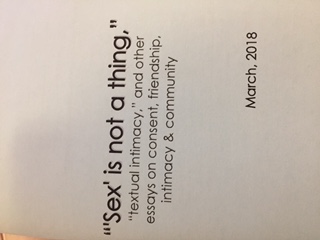 "'Sex' is not a thing,"
"textual intimacy," and other
essays on consent, friendship,
intimacy & community
March, 2018